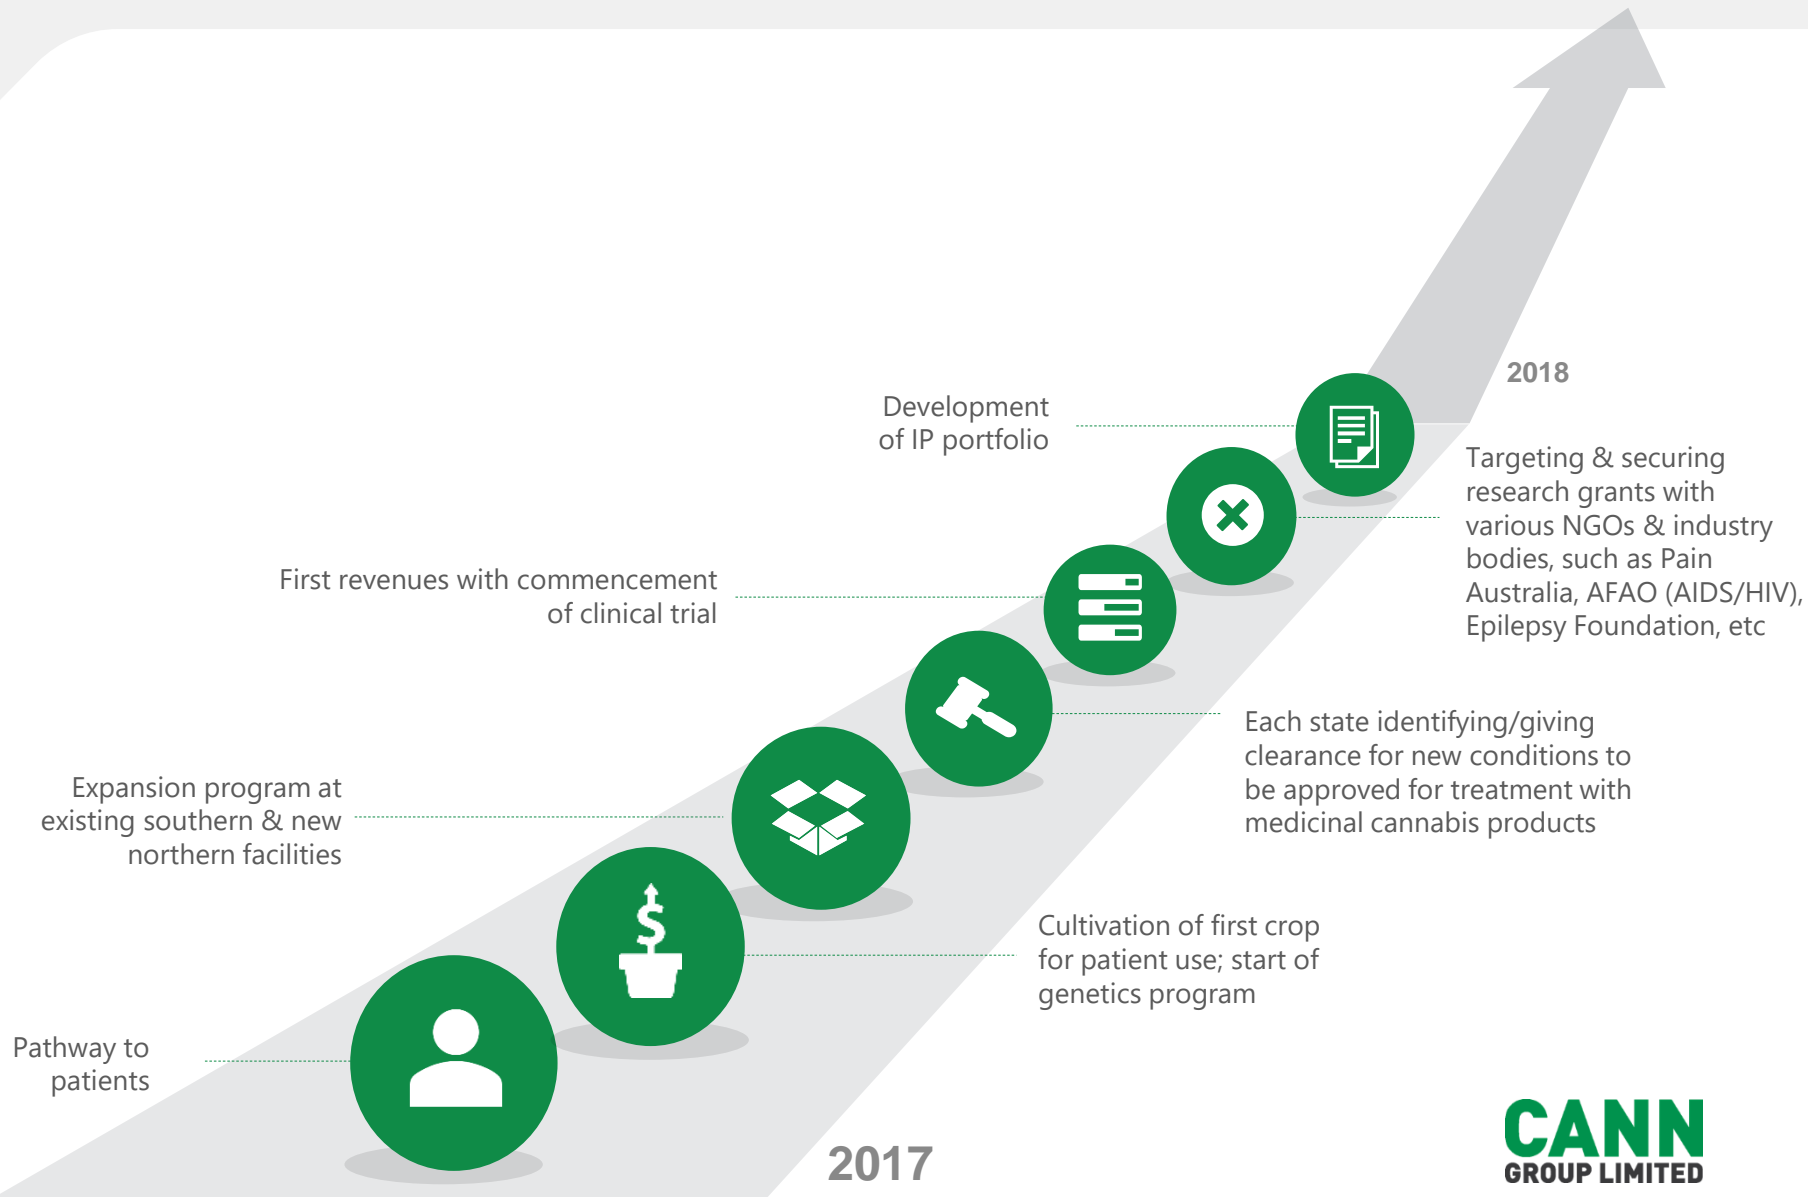 2018
Development
of IP portfolio
Targeting & securing
research grants with
various NGOs & industry
bodies, such as Pain
Australia, AFAO (AIDS/HIV),
Epilepsy Foundation, etc
First revenues with commencement
of clinical trial
Each state identifying/giving
clearance for new conditions to
be approved for treatment with
medicinal cannabis products
Expansion program at
existing southern & new
northern facilities
Cultivation of first crop
for patient use; start of
genetics program
Pathway to
patients
2017
CANN
GROUP LIMITED